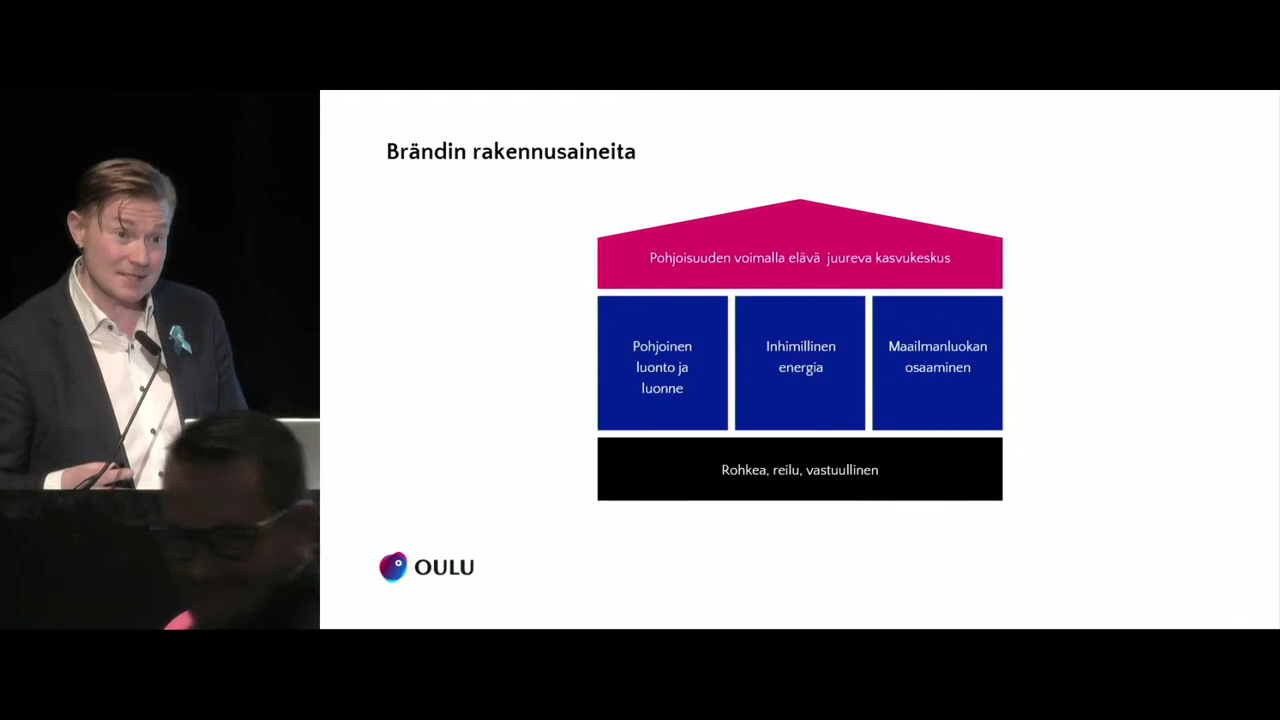 Brändin rakennusaineita
Pohjoisuuden voimalla elävä juureva kasvukeskus
Pohjoinen
luonto ja
luonne
Inhimillinen
energia
Maailmanluokan
osaaminen
Rohkea, reilu, vastuullinen
OULU